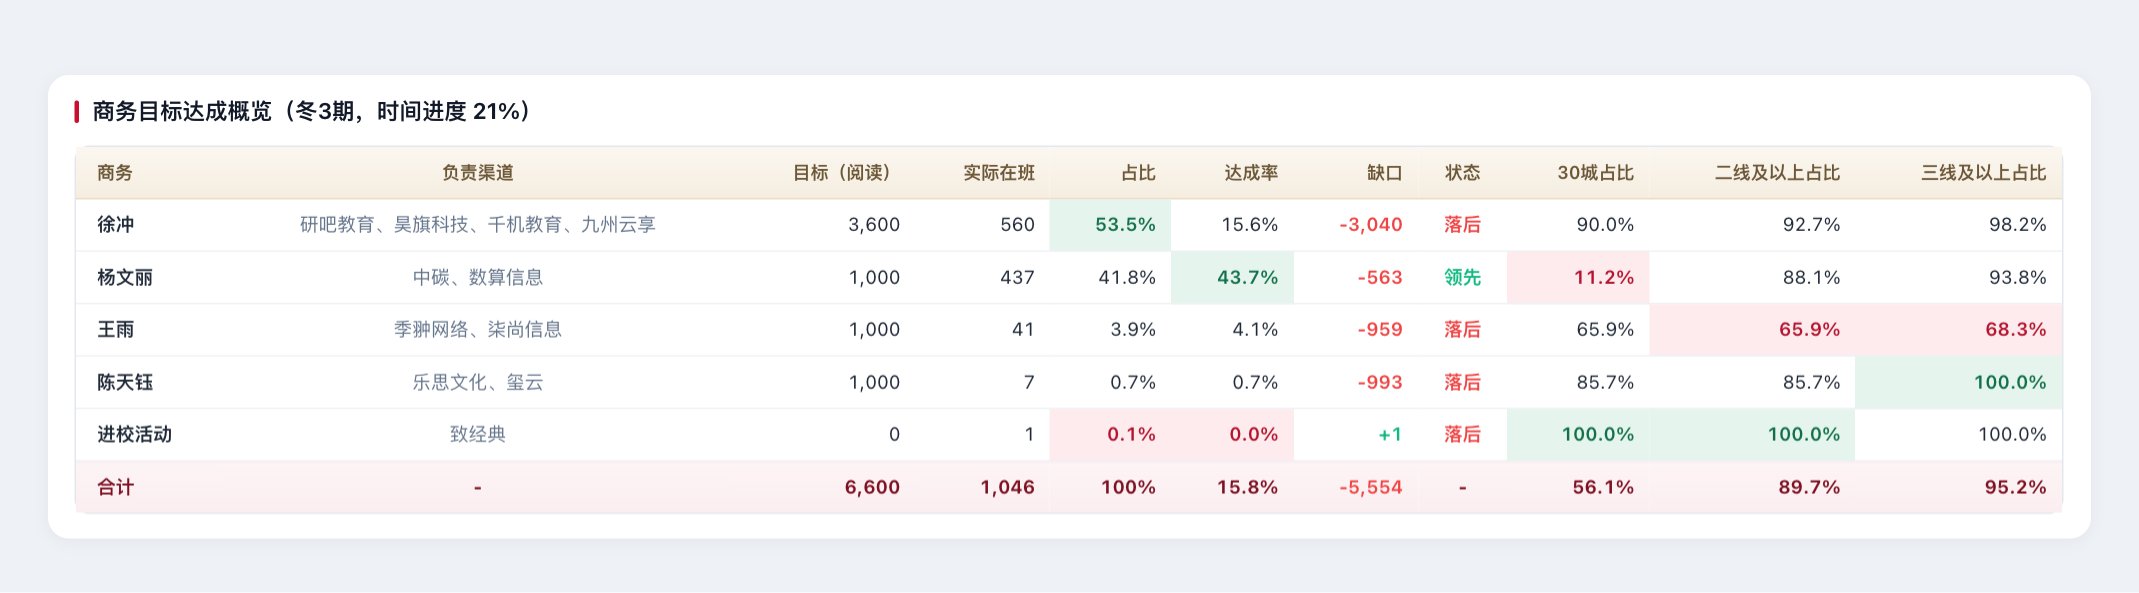 商务目标达成概览（冬3期，时间进度 21%）
商务 负责渠道 目标（阅读） 实际在班 占比 达成率 缺口 状态 30城占比 二线及以上占比 三线及以上占比
徐冲 研吧教育、昊旗科技、千机教育、九州云享 3,600 560 53.5% 15.6% -3,040 落后 90.0% 92.7% 98.2%
杨文丽 中碳、数算信息 1,000 437 41.8% 43.7% -563 领先 11.2% 88.1% 93.8%
王雨 季翀网络、柒尚信息 1,000 41 3.9% 4.1% -959 落后 65.9% 65.9% 68.3%
陈天钰 乐思文化、玺云 1,000 7 0.7% 0.7% -993 落后 85.7% 85.7% 100.0%
进校活动 致经典 0 1 0.1% 0.0% +1 落后 100.0% 100.0% 100.0%
合计 - 6,600 1,046 100% 15.8% -5,554 - 56.1% 89.7% 95.2%